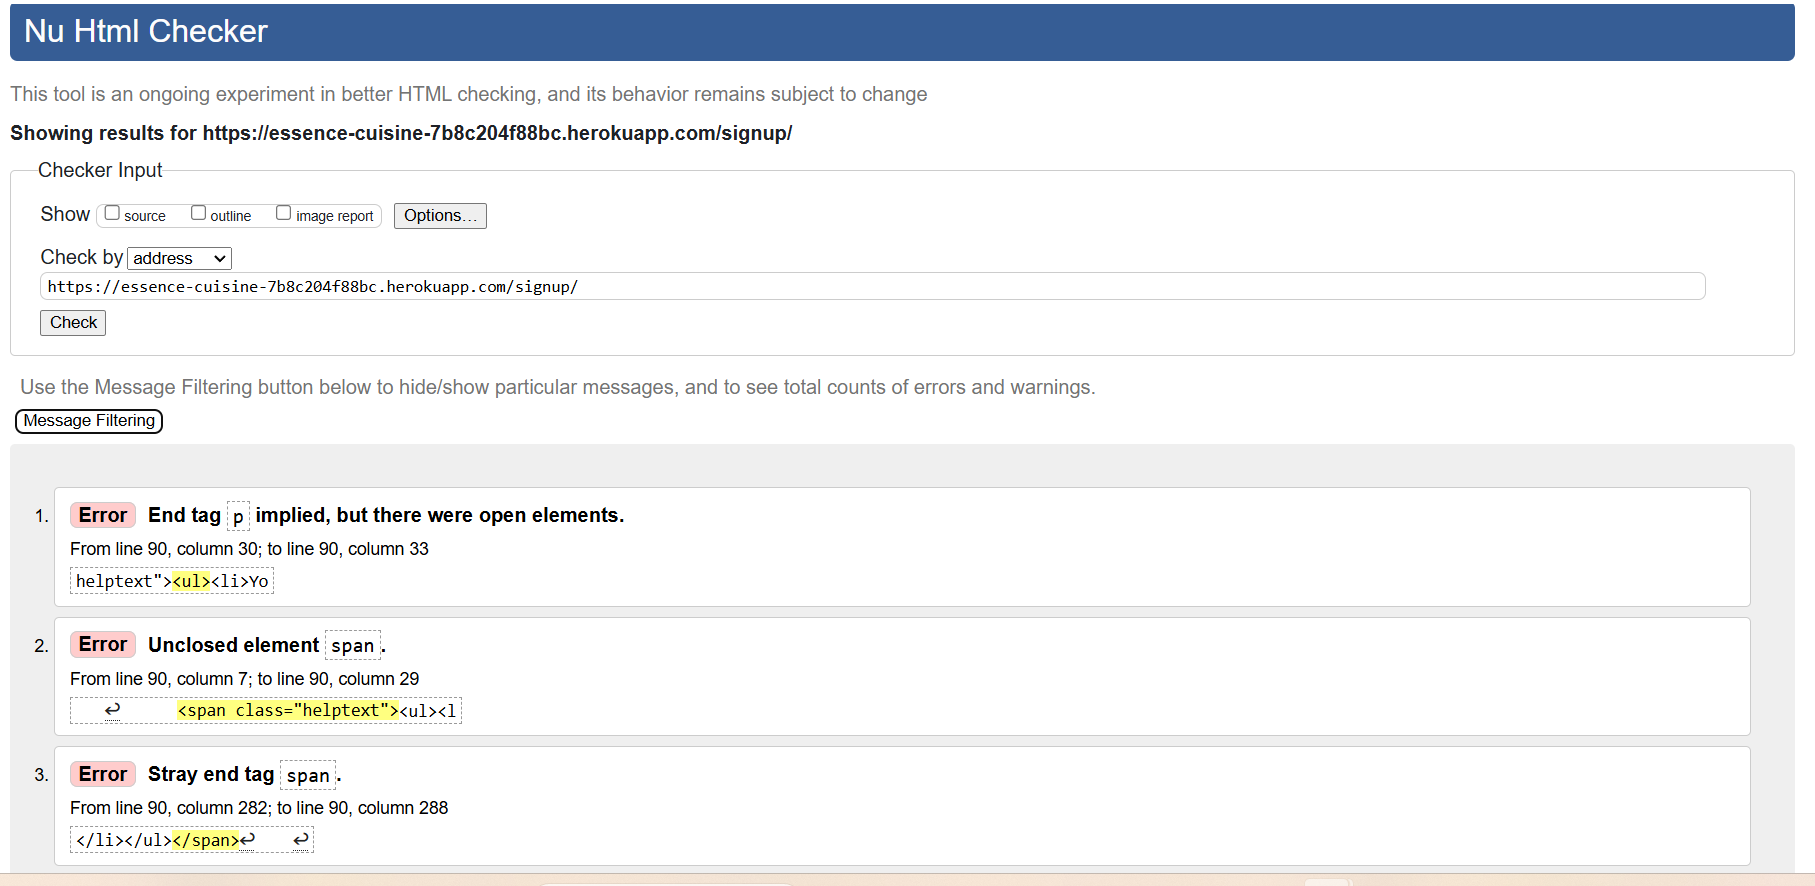 Nu Html Checker
This tool is an ongoing experiment in better HTML checking, and its behavior remains subject to change
Showing results for https://essence-cuisine-7b8c204f88bc.herokuapp.com/signup/
Checker Input
Show source outline image report Options...
Check by address
https://essence-cuisine-7b8c204f88bc.herokuapp.com/signup/
Check
Use the Message Filtering button below to hide/show particular messages, and to see total counts of errors and warnings.
Message Filtering
1. Error End tag p implied, but there were open elements.
From line 90, column 30; to line 90, column 33
helptext"><ul><li>Yo
2. Error Unclosed element span.
From line 90, column 7; to line 90, column 29
↩ <span class="helptext"><ul><l
3. Error Stray end tag span.
From line 90, column 282; to line 90, column 288
</li></ul></span>↩ ↩